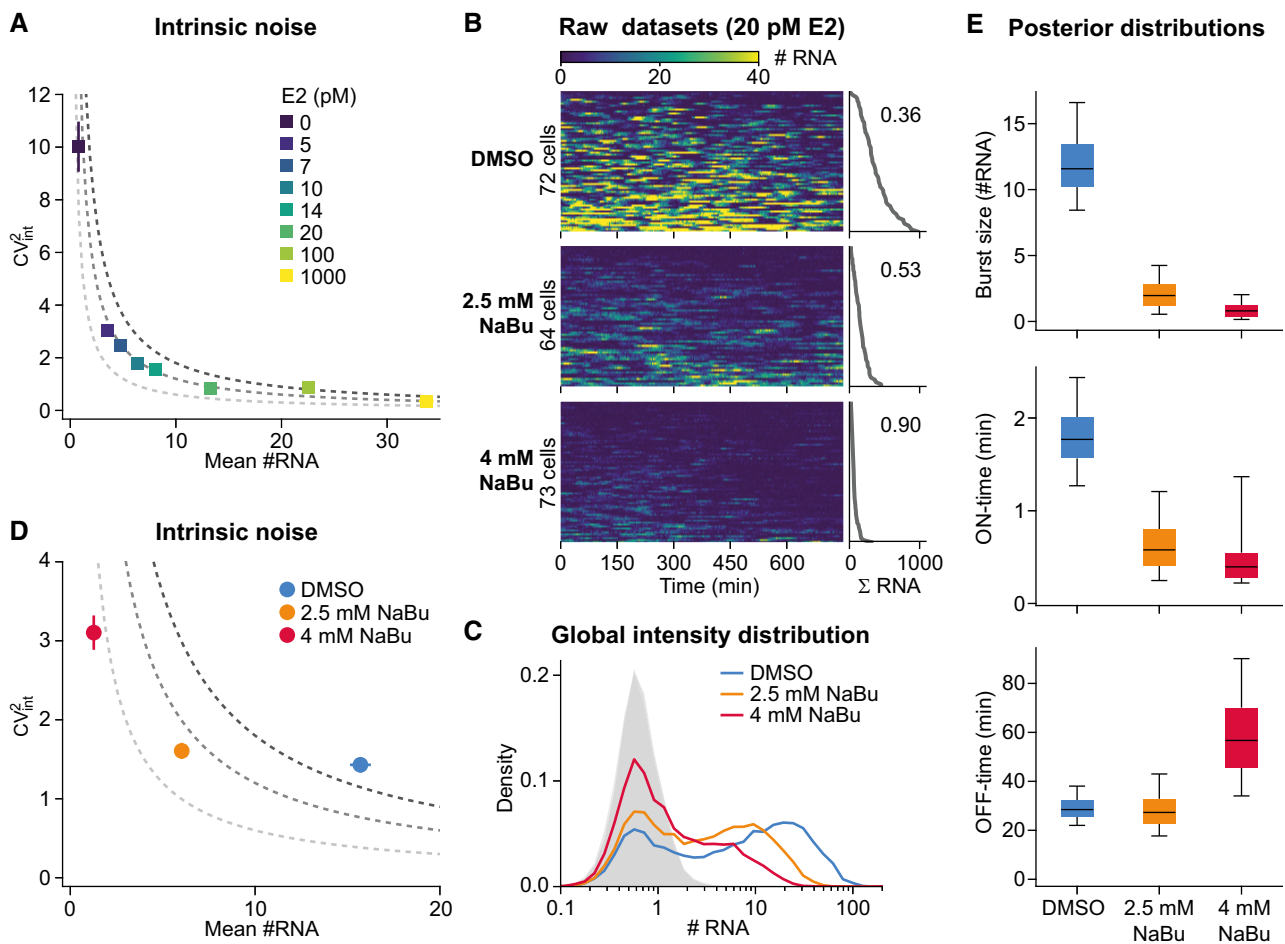 A
Intrinsic noise
12
10
8
6
4
2
0
CV²int
0
10
20
30
Mean #RNA
E2 (pM)
0
5
7
10
14
20
100
1000
B
Raw datasets (20 pM E2)
# RNA
0
20
40
DMSO
72 cells
0.36
2.5 mM
NaBu
64 cells
0.53
4 mM
NaBu
73 cells
0.90
0
150
300
450
600
Time (min)
0
1000
Σ RNA
C
Global intensity distribution
DMSO
2.5 mM NaBu
4 mM NaBu
0.2
0.1
0.0
Density
0.1
1
10
100
# RNA
D
Intrinsic noise
4
3
2
1
0
CV²int
DMSO
2.5 mM NaBu
4 mM NaBu
0
10
20
Mean #RNA
E
Posterior distributions
15
10
5
0
Burst size (#RNA)
2
1
0
ON-time (min)
80
60
40
20
0
OFF-time (min)
DMSO
2.5 mM
NaBu
4 mM
NaBu